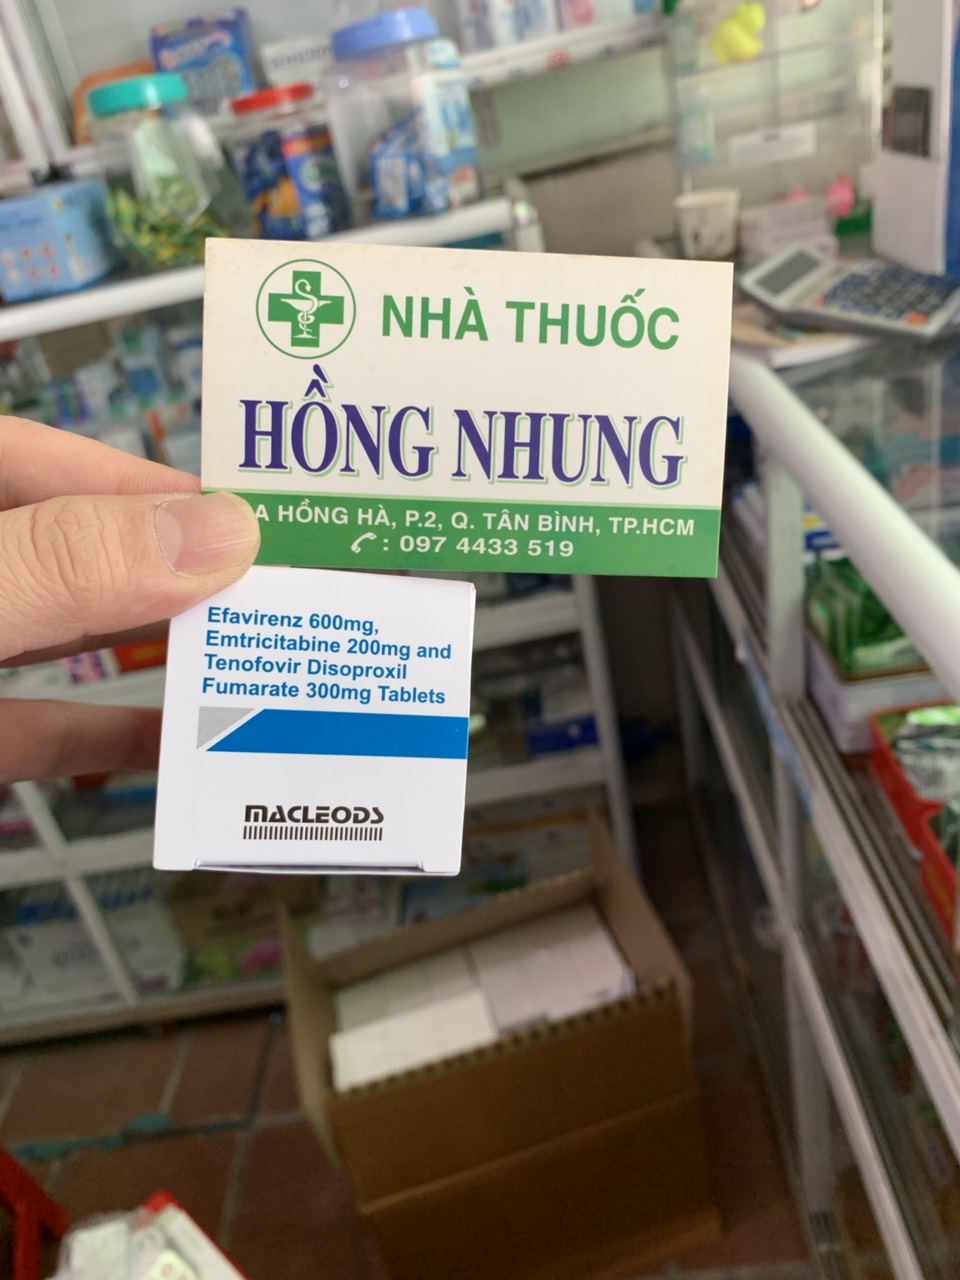 NHÀ THUỐC
HỒNG NHUNG
A HỒNG HÀ, P.2, Q. TÂN BÌNH, TP.HCM
: 097 4433 519
Efavirenz 600mg,
Emtricitabine 200mg and
Tenofovir Disoproxil
Fumarate 300mg Tablets
MACLEODS